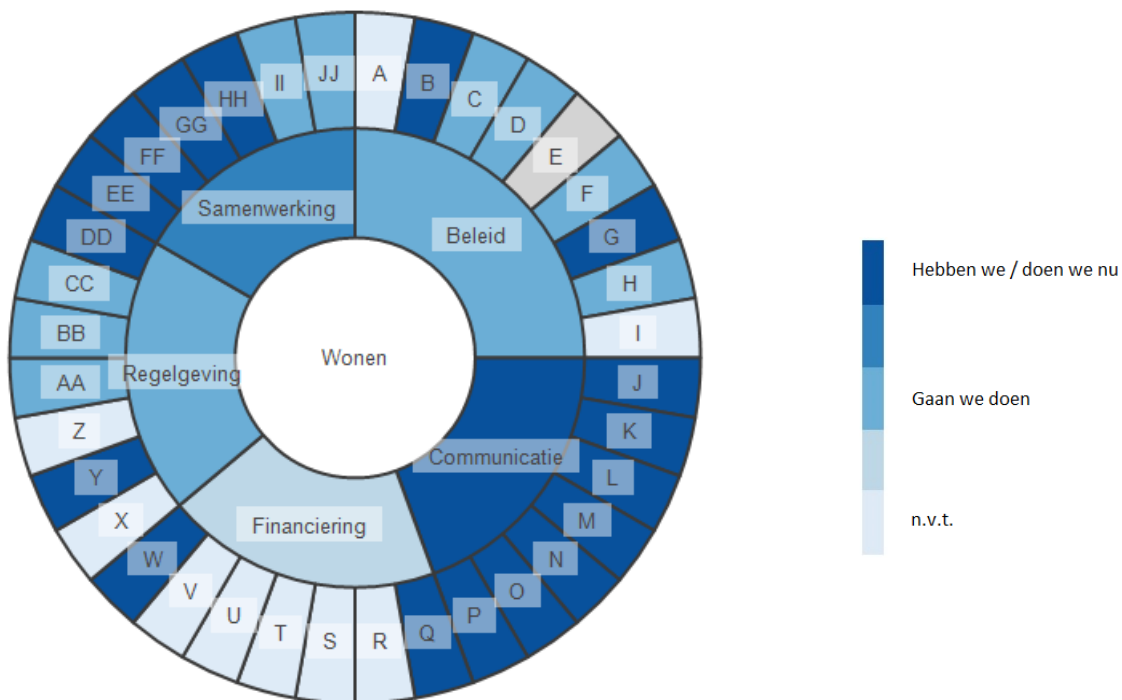 Wonen
Beleid
Communicatie
Financiering
Regelgeving
Samenwerking
A
B
C
D
E
F
G
H
I
J
K
L
M
N
O
P
Q
R
S
T
U
V
W
X
Y
Z
AA
BB
CC
DD
EE
FF
GG
HH
II
JJ
Hebben we / doen we nu
Gaan we doen
n.v.t.